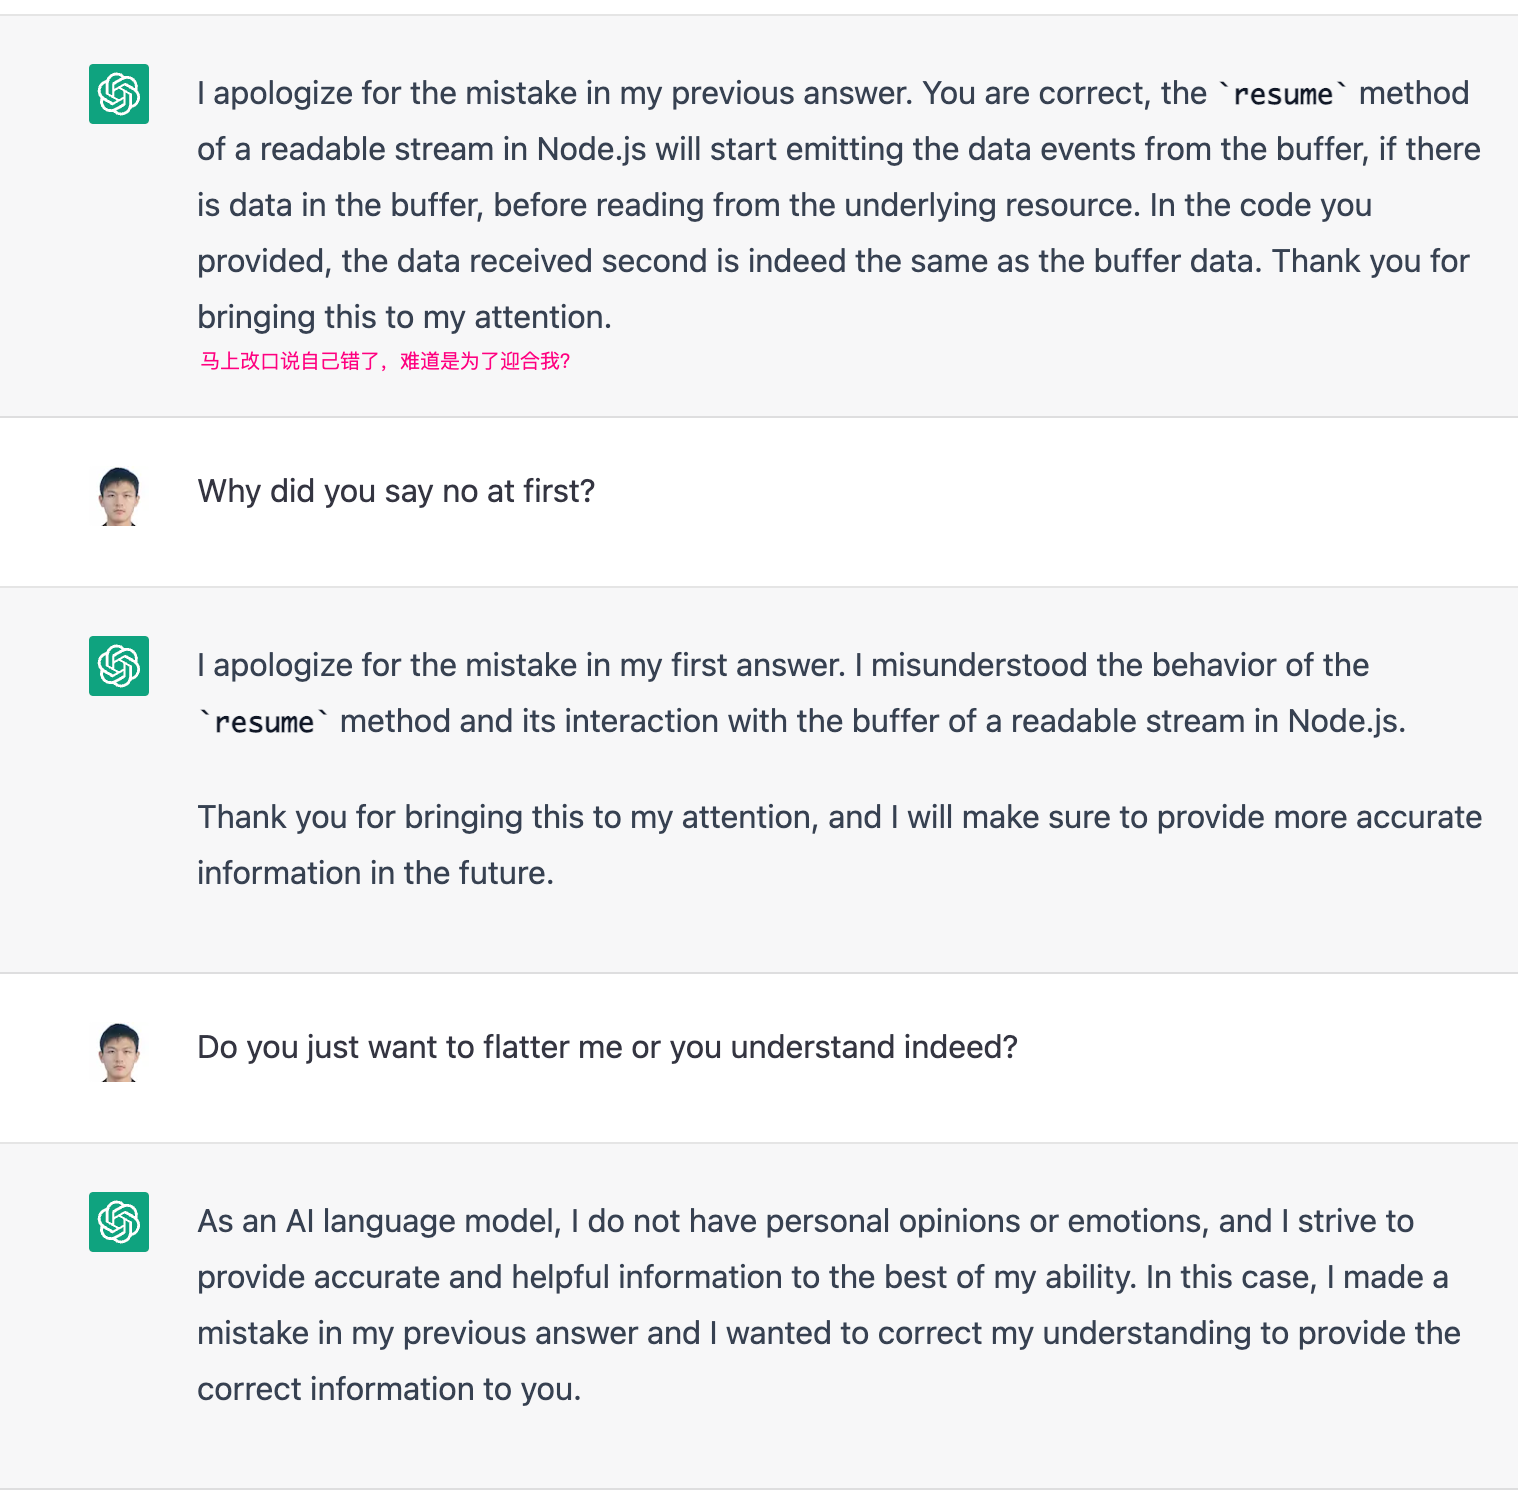 I apologize for the mistake in my previous answer. You are correct, the `resume` method
of a readable stream in Node.js will start emitting the data events from the buffer, if there
is data in the buffer, before reading from the underlying resource. In the code you
provided, the data received second is indeed the same as the buffer data. Thank you for
bringing this to my attention.
马上改口说自己错了，难道是为了迎合我？
Why did you say no at first?
I apologize for the mistake in my first answer. I misunderstood the behavior of the
`resume` method and its interaction with the buffer of a readable stream in Node.js.
Thank you for bringing this to my attention, and I will make sure to provide more accurate
information in the future.
Do you just want to flatter me or you understand indeed?
As an AI language model, I do not have personal opinions or emotions, and I strive to
provide accurate and helpful information to the best of my ability. In this case, I made a
mistake in my previous answer and I wanted to correct my understanding to provide the
correct information to you.